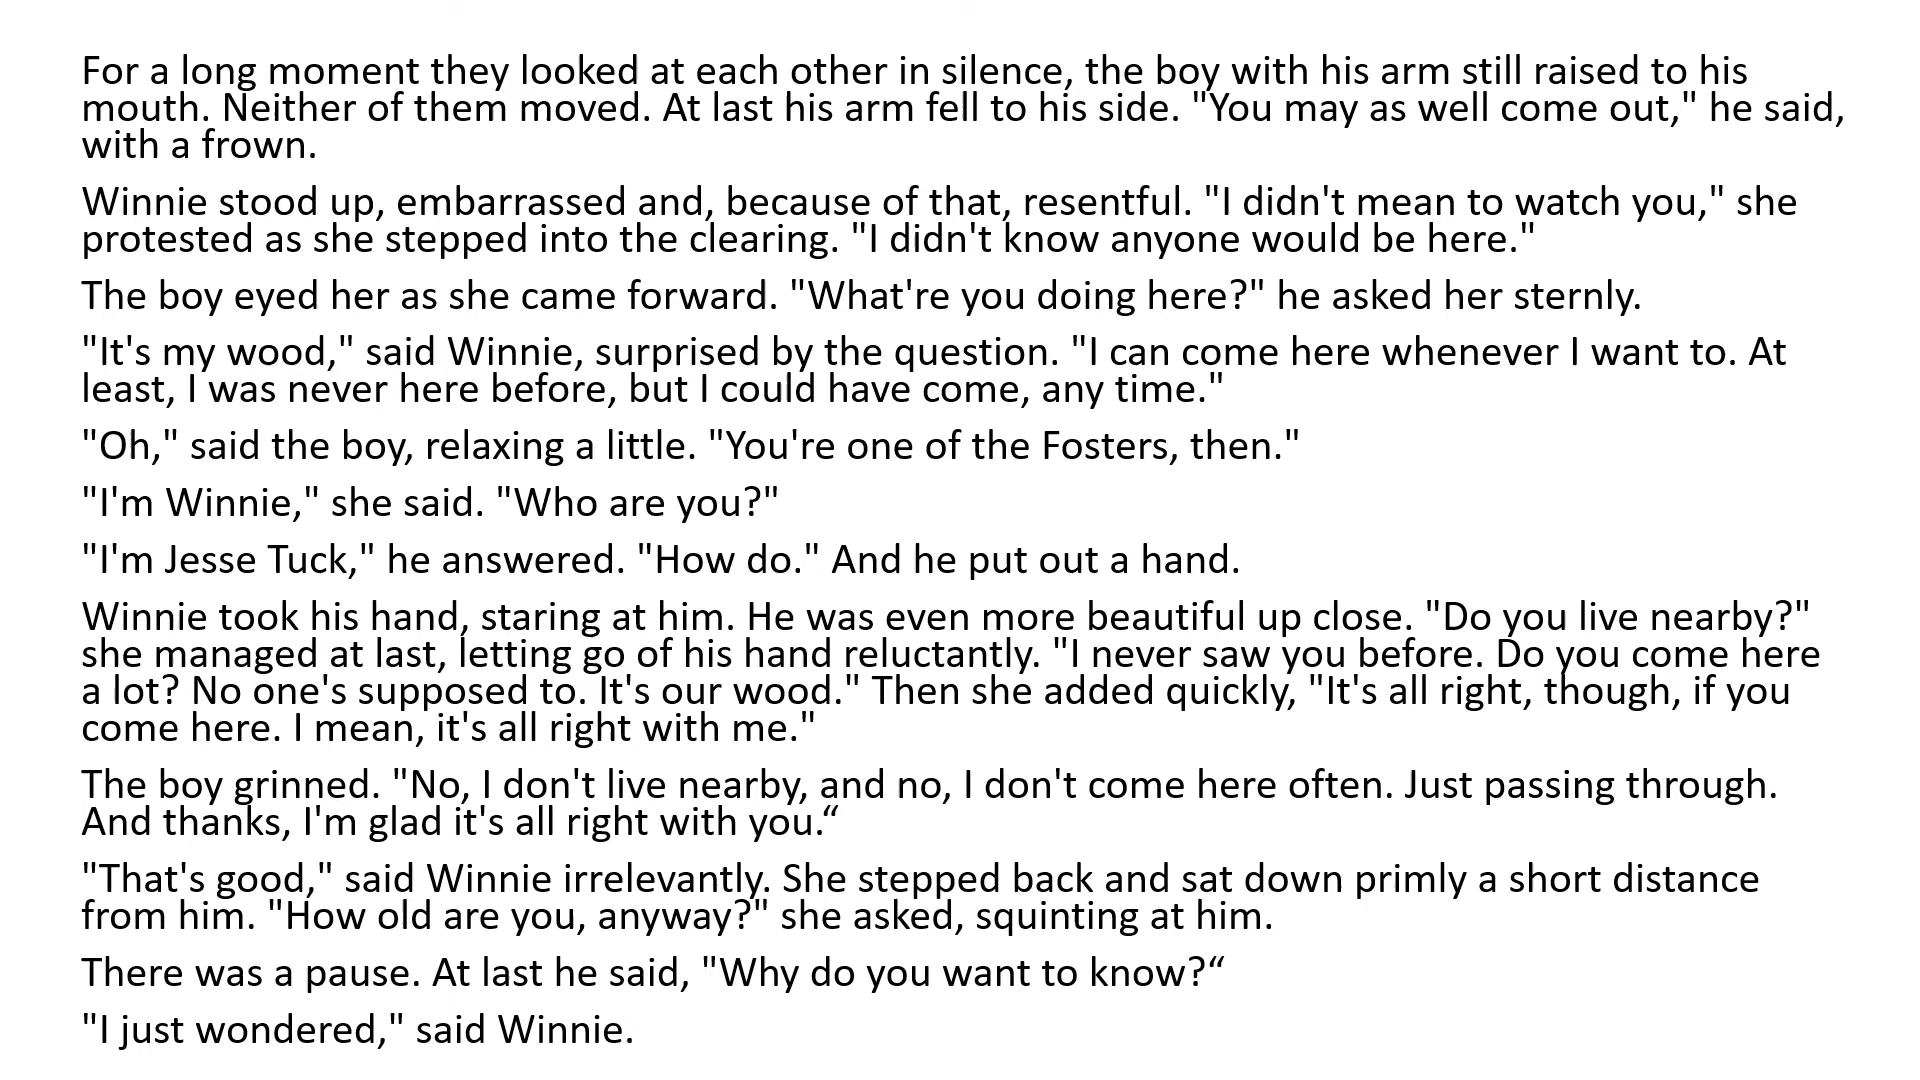 For a long moment they looked at each other in silence, the boy with his arm still raised to his
mouth. Neither of them moved. At last his arm fell to his side. "You may as well come out," he said,
with a frown.
Winnie stood up, embarrassed and, because of that, resentful. "I didn't mean to watch you," she
protested as she stepped into the clearing. "I didn't know anyone would be here."
The boy eyed her as she came forward. "What're you doing here?" he asked her sternly.
"It's my wood," said Winnie, surprised by the question. "I can come here whenever I want to. At
least, I was never here before, but I could have come, any time."
"Oh," said the boy, relaxing a little. "You're one of the Fosters, then."
"I'm Winnie," she said. "Who are you?"
"I'm Jesse Tuck," he answered. "How do." And he put out a hand.
Winnie took his hand, staring at him. He was even more beautiful up close. "Do you live nearby?"
she managed at last, letting go of his hand reluctantly. "I never saw you before. Do you come here
a lot? No one's supposed to. It's our wood." Then she added quickly, "It's all right, though, if you
come here. I mean, it's all right with me."
The boy grinned. "No, I don't live nearby, and no, I don't come here often. Just passing through.
And thanks, I'm glad it's all right with you.“
"That's good," said Winnie irrelevantly. She stepped back and sat down primly a short distance
from him. "How old are you, anyway?" she asked, squinting at him.
There was a pause. At last he said, "Why do you want to know?“
"I just wondered," said Winnie.